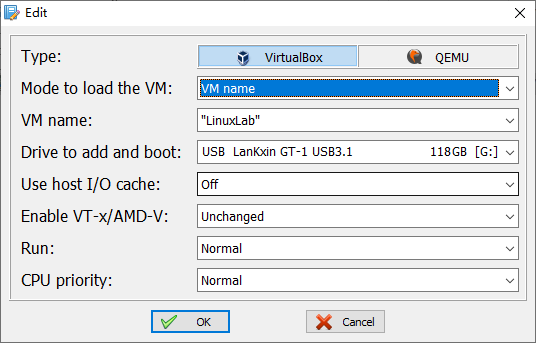 Edit
Type: VirtualBox QEMU
Mode to load the VM: VM name
VM name: "LinuxLab"
Drive to add and boot: USB LanKxin GT-1 USB3.1 118GB [G:]
Use host I/O cache: Off
Enable VT-x/AMD-V: Unchanged
Run: Normal
CPU priority: Normal
OK Cancel